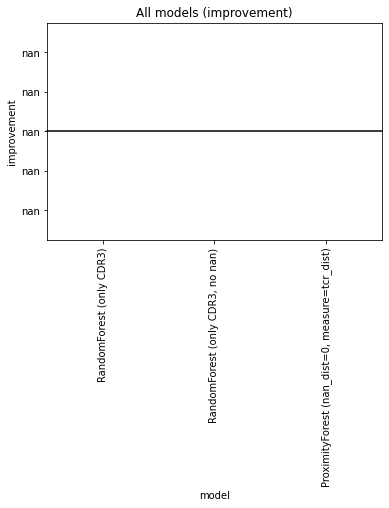 All models (improvement)
improvement
nan
nan
nan
nan
nan
RandomForest (only CDR3)
RandomForest (only CDR3, no nan)
ProximityForest (nan_dist=0, measure=tcr_dist)
model